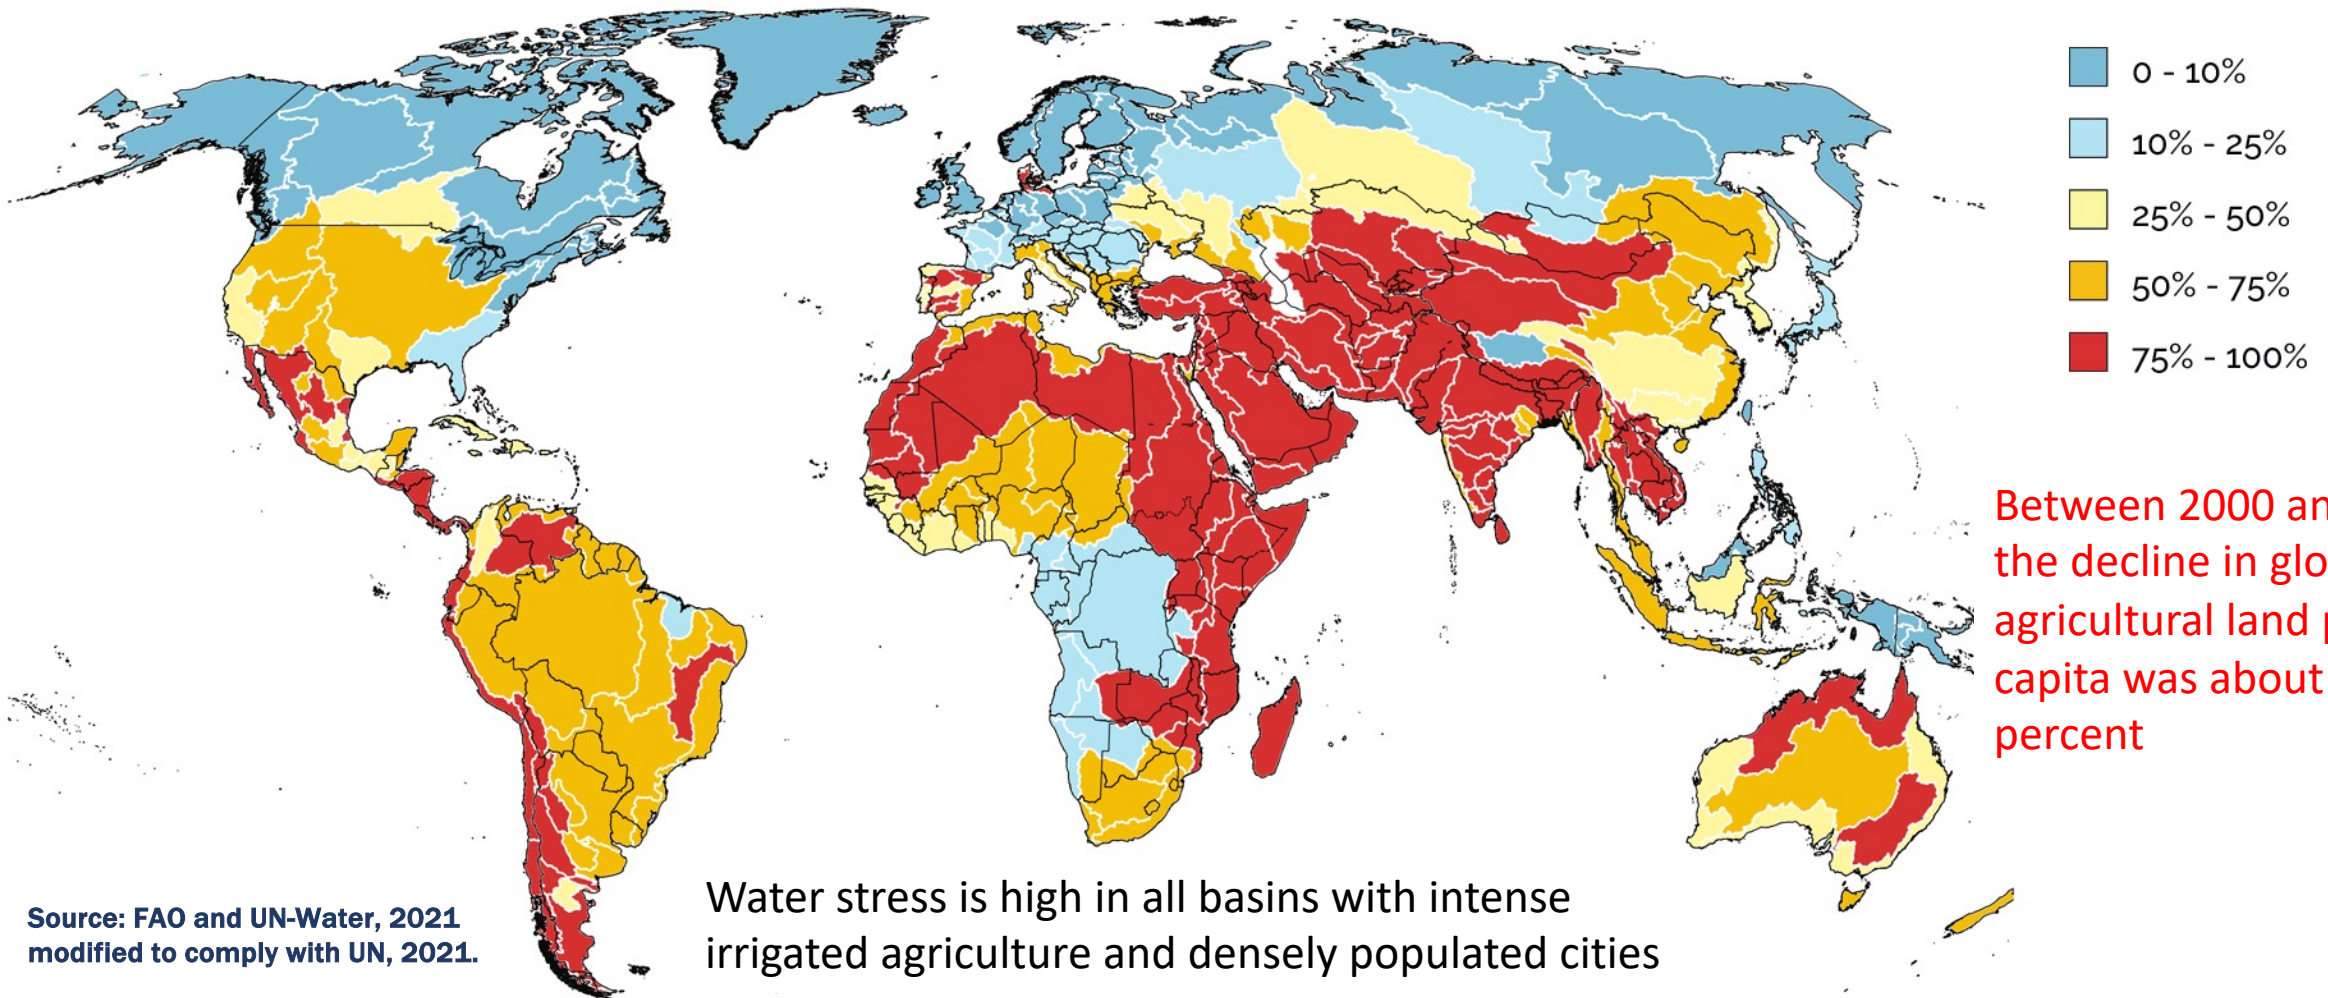 0 - 10%
10% - 25%
25% - 50%
50% - 75%
75% - 100%
Between 2000 an
the decline in glo
agricultural land
capita was about
percent
Water stress is high in all basins with intense
irrigated agriculture and densely populated cities
Source: FAO and UN-Water, 2021
modified to comply with UN, 2021.